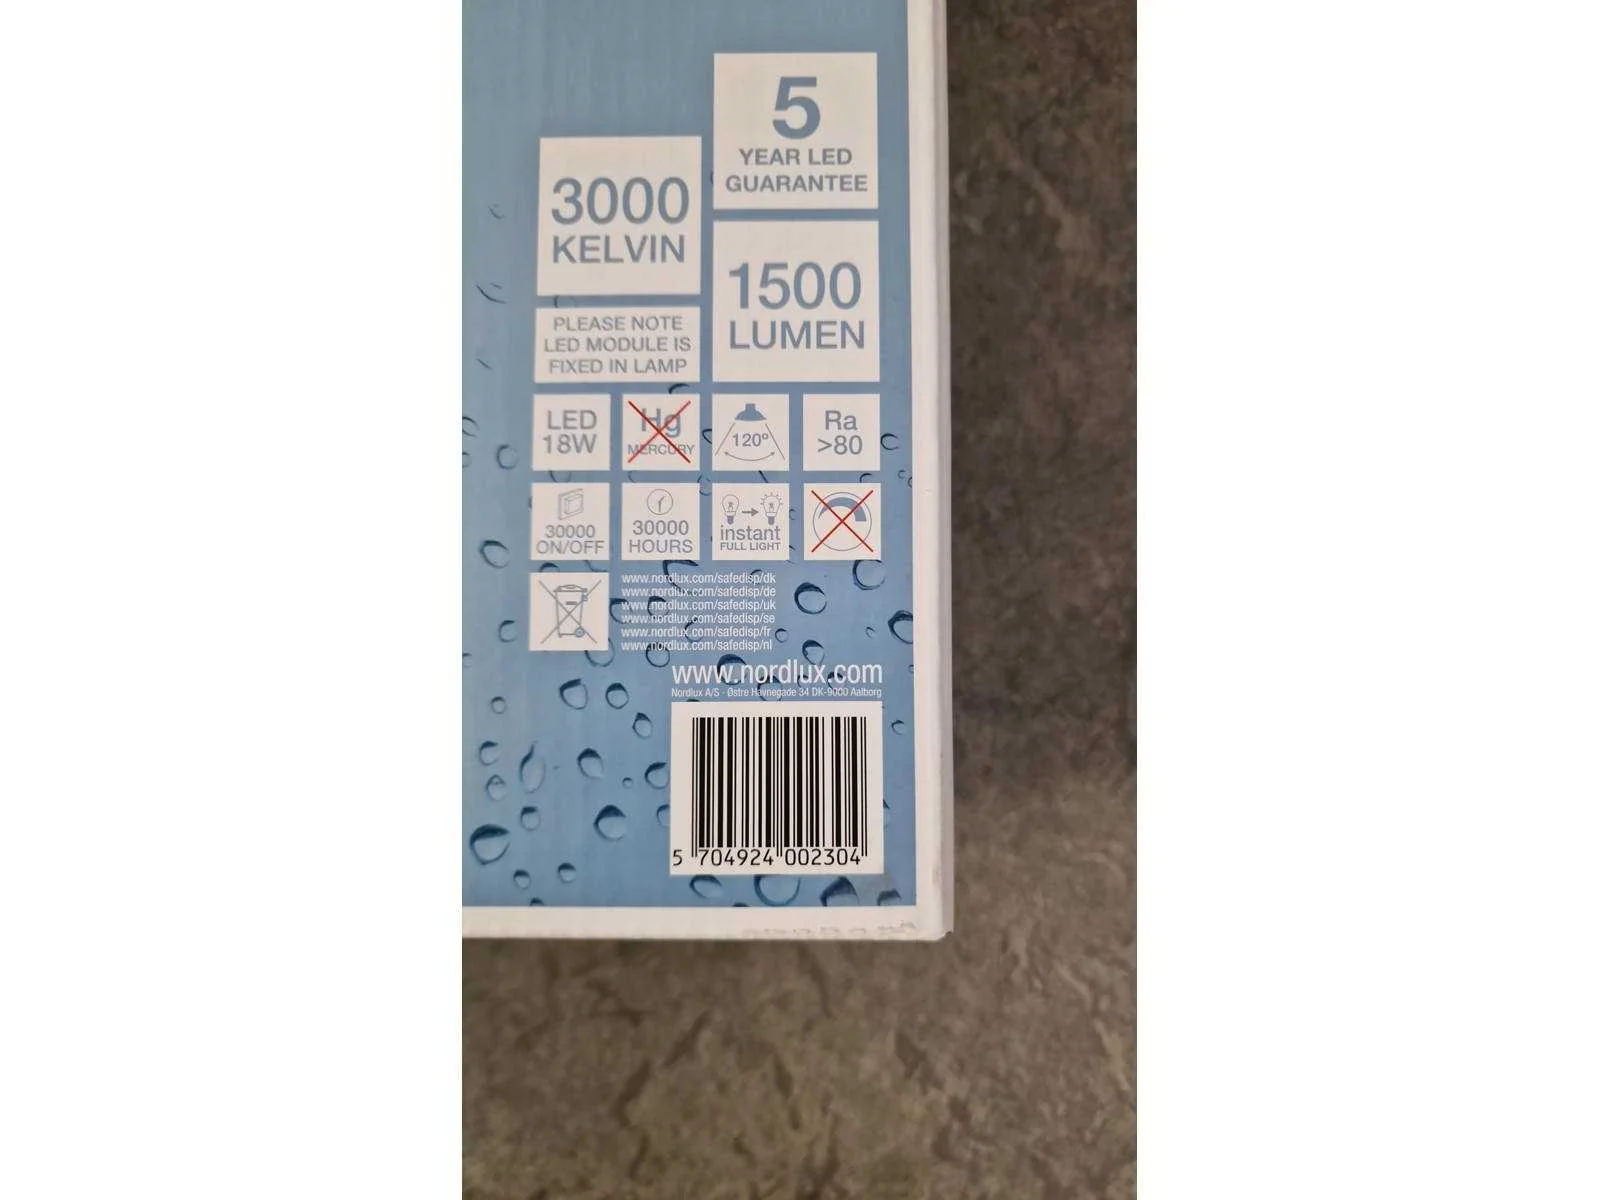 5
YEAR LED
GUARANTEE
3000
KELVIN
1500
LUMEN
PLEASE NOTE
LED MODULE IS
FIXED IN LAMP
LED
18W
Hg
MERCURY
120º
Ra
>80
30000
ON/OFF
30000
HOURS
instant
FULL LIGHT
www.nordlux.com/safedisp/dk
www.nordlux.com/safedisp/de
www.nordlux.com/safedisp/uk
www.nordlux.com/safedisp/se
www.nordlux.com/safedisp/fr
www.nordlux.com/safedisp/nl
www.nordlux.com
Nordlux A/S · Østre Havnegade 34 DK-9000 Aalborg
5 704924 002304